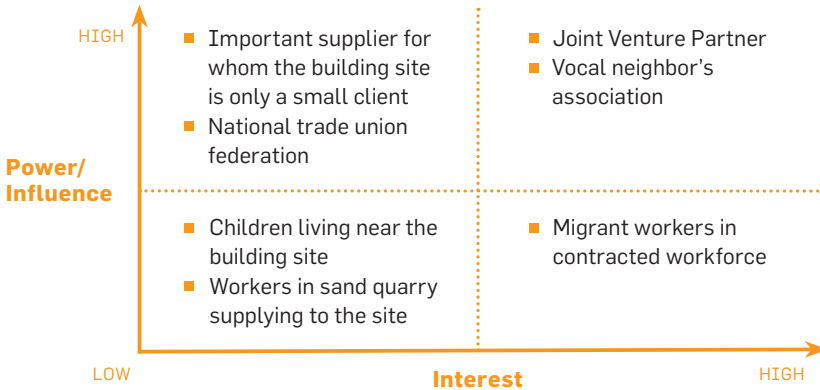 HIGH
Important supplier for
whom the building site
is only a small client
National trade union
federation
Joint Venture Partner
Vocal neighbor's
association
Power/
Influence
Children living near the
building site
Workers in sand quarry
supplying to the site
Migrant workers in
contracted workforce
LOW
Interest
HIGH